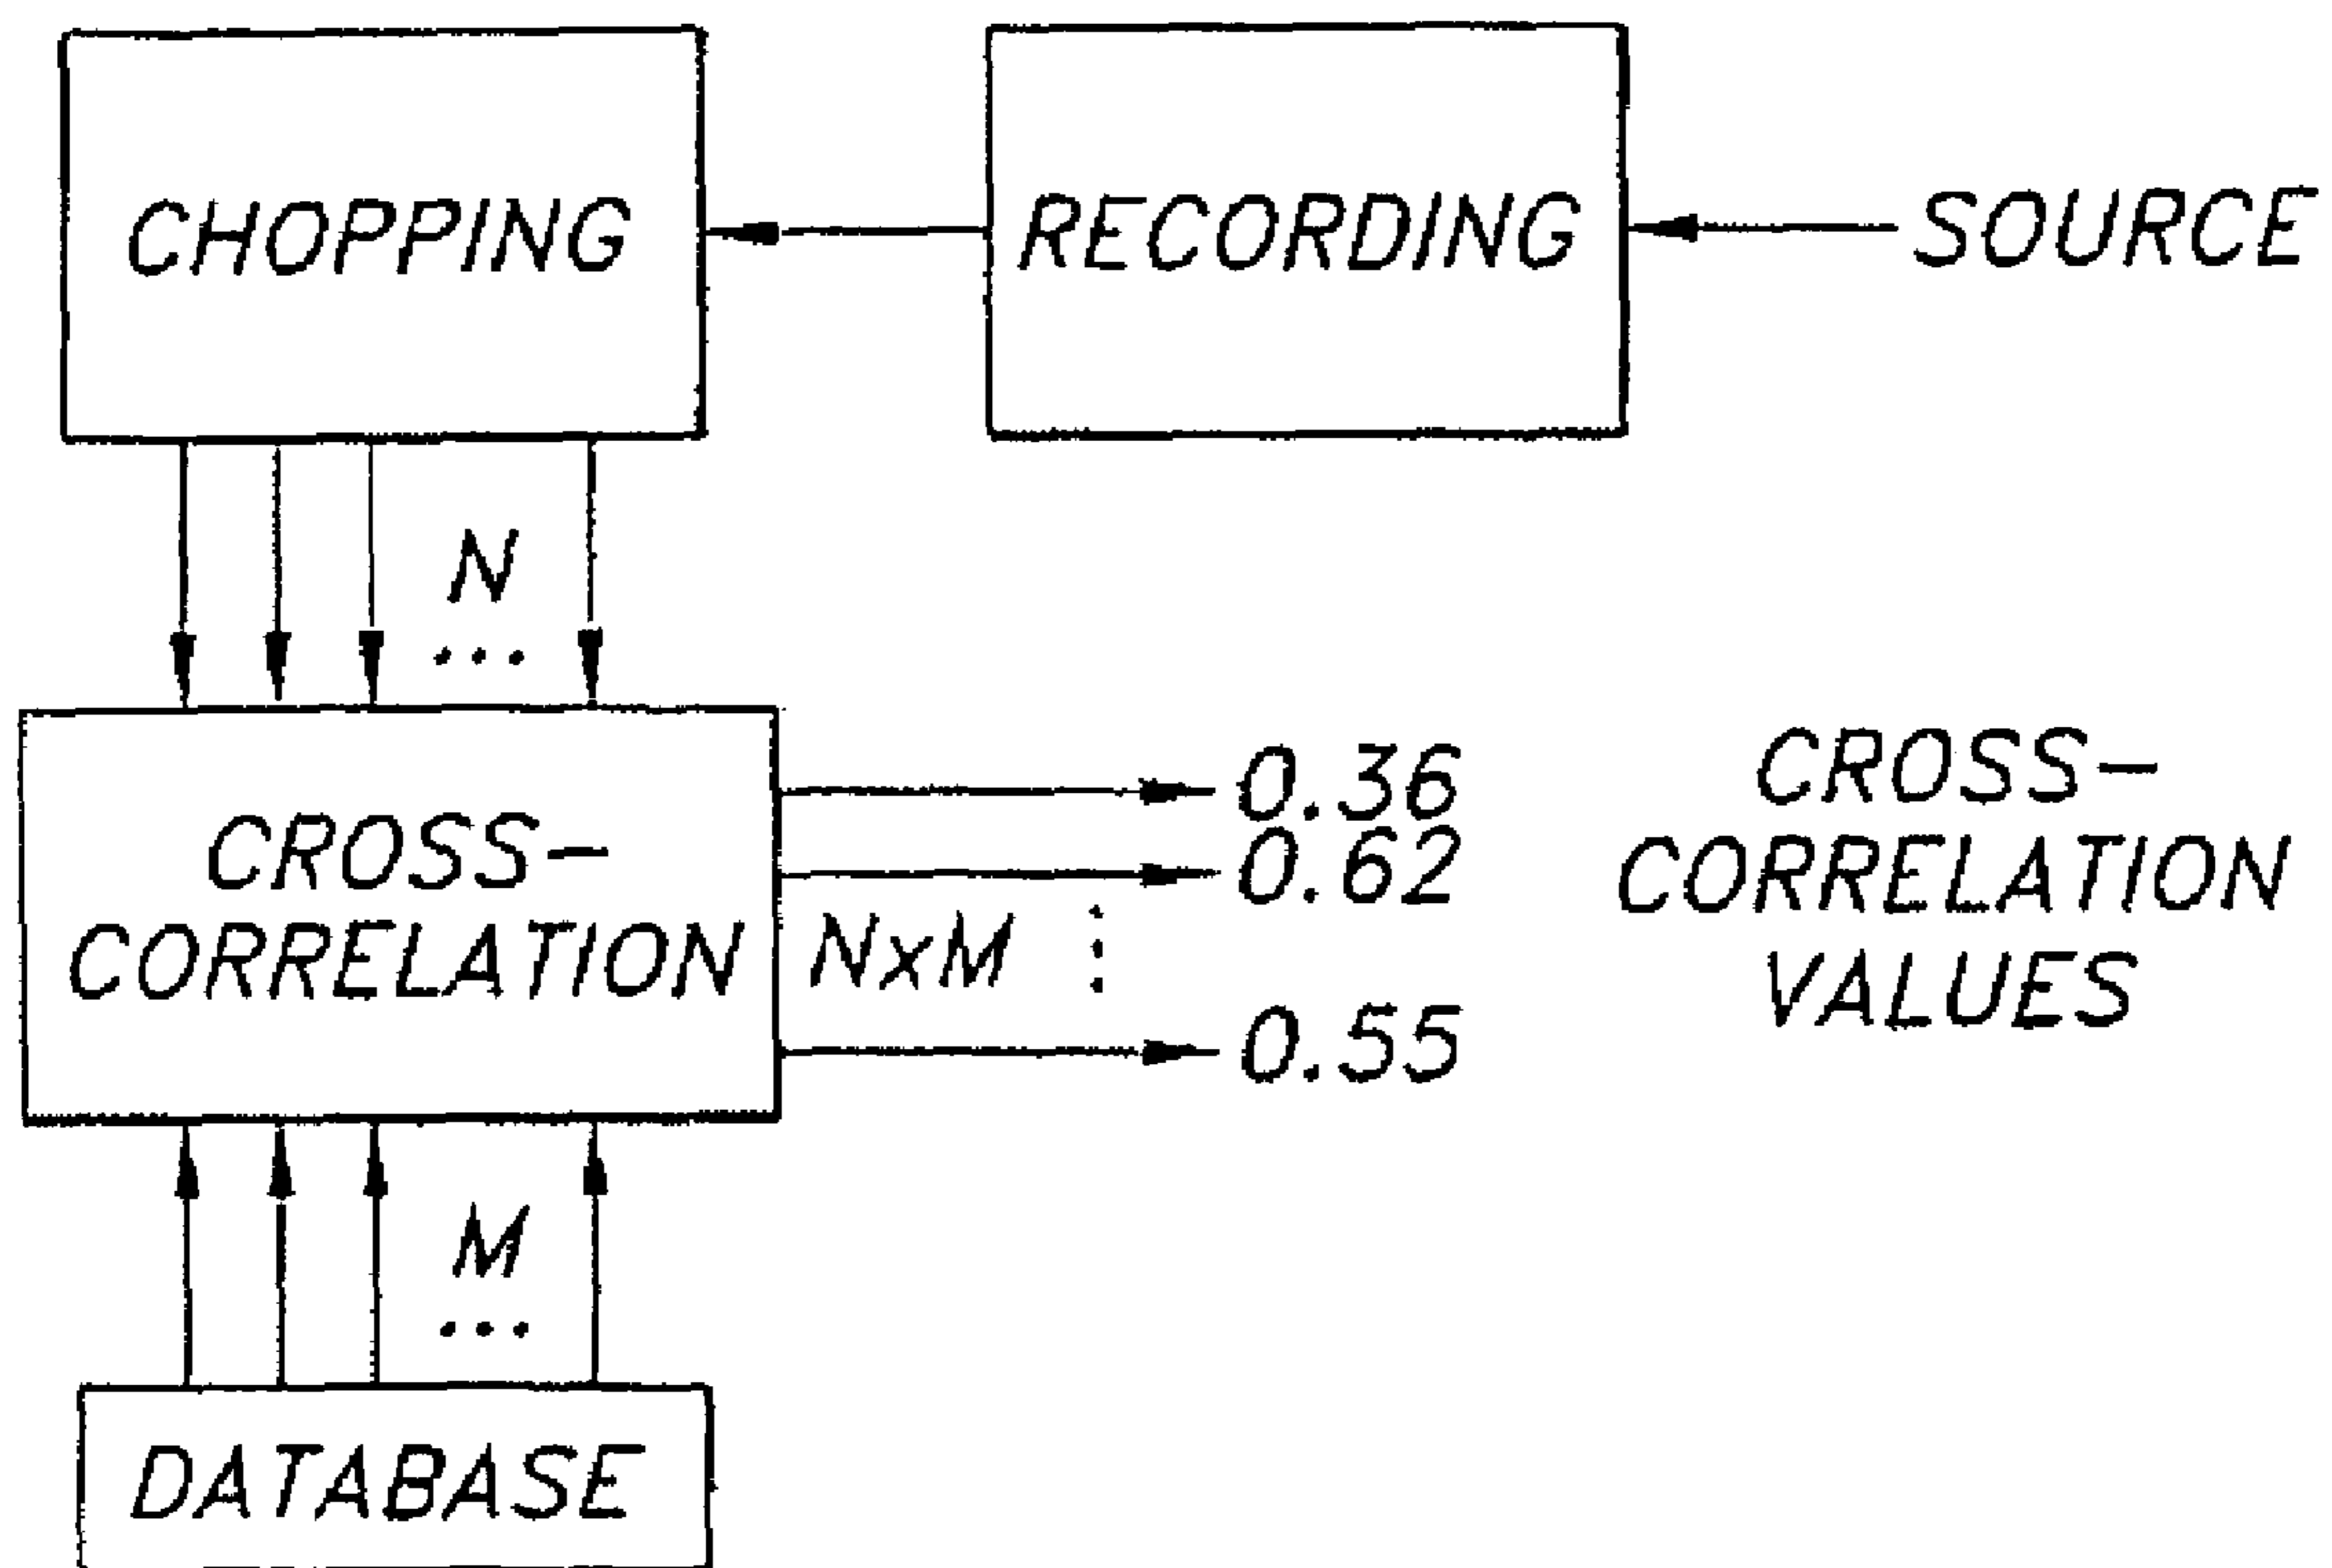 CHOPPING
RECORDING
SOURCE
N
...
CROSS-
CORRELATION
NxM
0.36
0.62
0.55
CROSS-
CORRELATION
VALUES
M
...
DATABASE